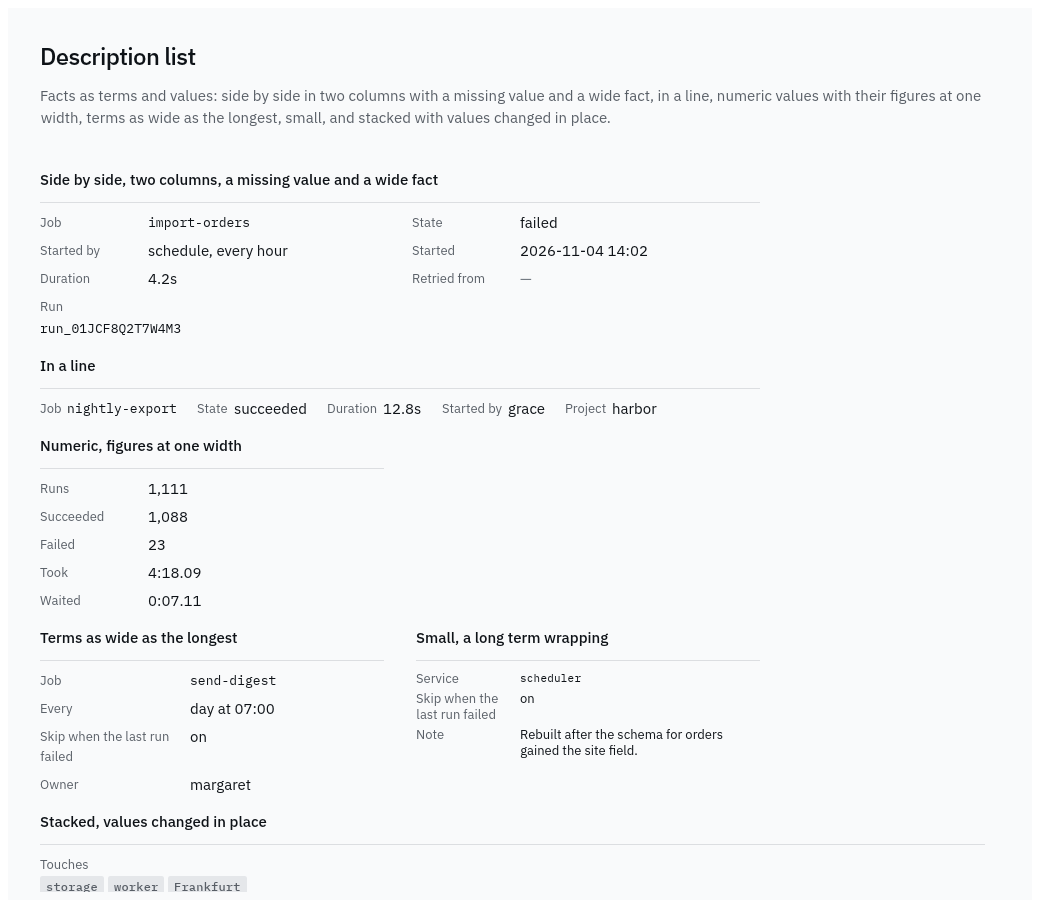 Description list
Facts as terms and values: side by side in two columns with a missing value and a wide fact, in a line, numeric values with their figures at one
width, terms as wide as the longest, small, and stacked with values changed in place.
Side by side, two columns, a missing value and a wide fact
Job import-orders State failed
Started by schedule, every hour Started 2026-11-04 14:02
Duration 4.2s Retried from —
Run
run_01JCF8Q2T7W4M3
In a line
Job nightly-export State succeeded Duration 12.8s Started by grace Project harbor
Numeric, figures at one width
Runs 1,111
Succeeded 1,088
Failed 23
Took 4:18.09
Waited 0:07.11
Terms as wide as the longest
Job send-digest
Every day at 07:00
Skip when the last run on
failed
Owner margaret
Small, a long term wrapping
Service scheduler
Skip when the on
last run failed
Note Rebuilt after the schema for orders
gained the site field.
Stacked, values changed in place
Touches
storage worker Frankfurt